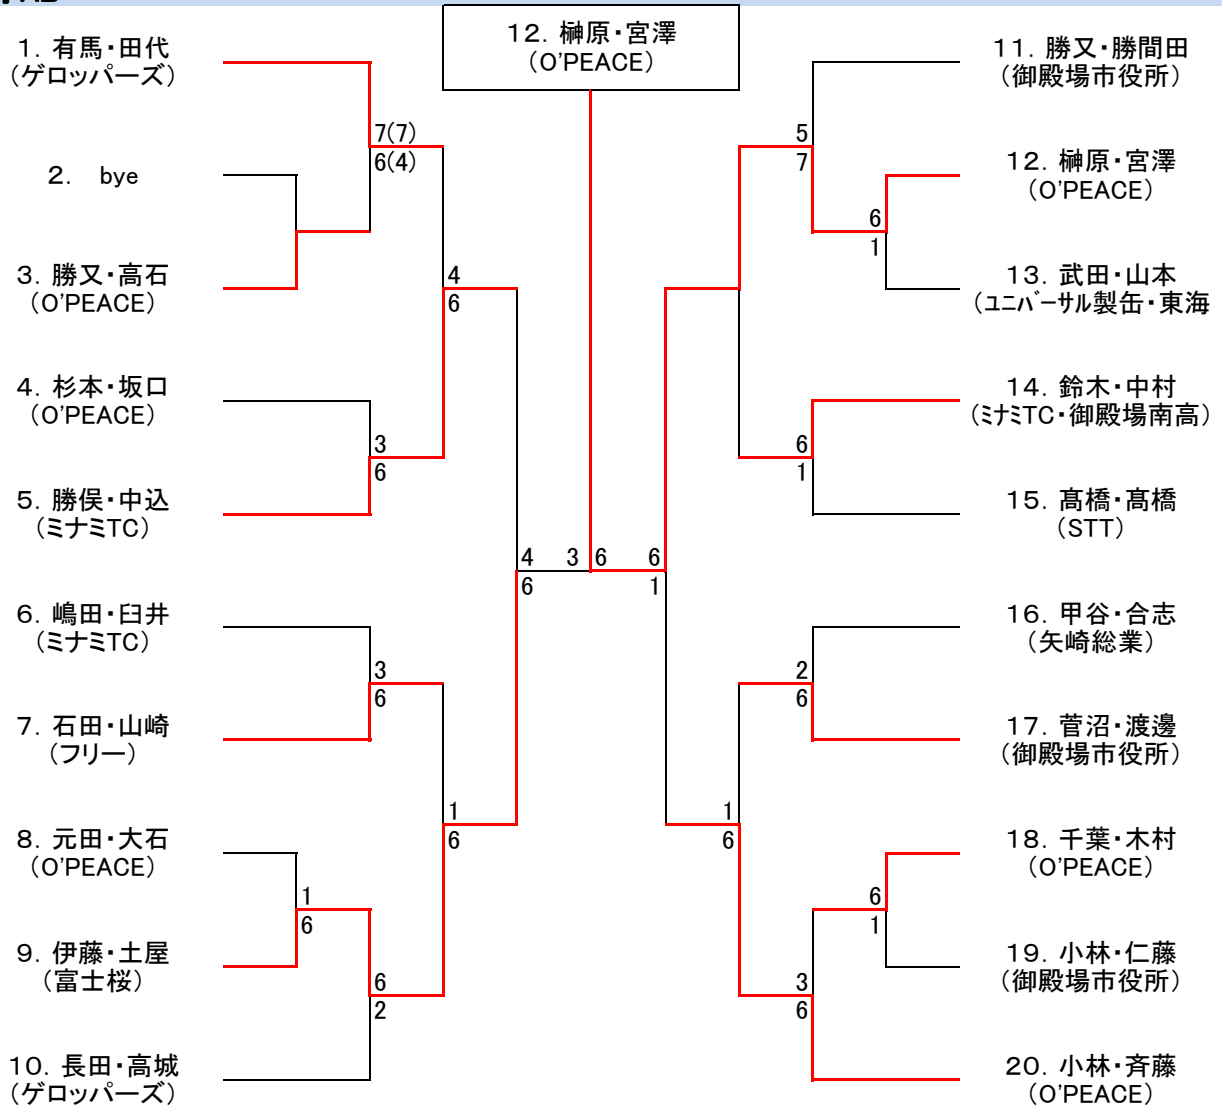 12. 榊原・宮澤
(O'PEACE)
1. 有馬・田代
(ゲロッパーズ)
7(7)
6(4)
2. bye
3. 勝又・高石
(O'PEACE)
4
6
4. 杉本・坂口
(O'PEACE)
3
6
5. 勝俣・中込
(ミナミTC)
4
6
3
6
6
1
6. 嶋田・臼井
(ミナミTC)
3
6
7. 石田・山崎
(フリー)
1
6
8. 元田・大石
(O'PEACE)
1
6
9. 伊藤・土屋
(富士桜)
6
2
10. 長田・高城
(ゲロッパーズ)
11. 勝又・勝間田
(御殿場市役所)
5
7
12. 榊原・宮澤
(O'PEACE)
6
1
13. 武田・山本
(ユニバーサル製缶・東海
14. 鈴木・中村
(ミナミTC・御殿場南高)
6
1
15. 髙橋・髙橋
(STT)
16. 甲谷・合志
(矢崎総業)
2
6
17. 菅沼・渡邊
(御殿場市役所)
1
6
18. 千葉・木村
(O'PEACE)
6
1
19. 小林・仁藤
(御殿場市役所)
3
6
20. 小林・斉藤
(O'PEACE)